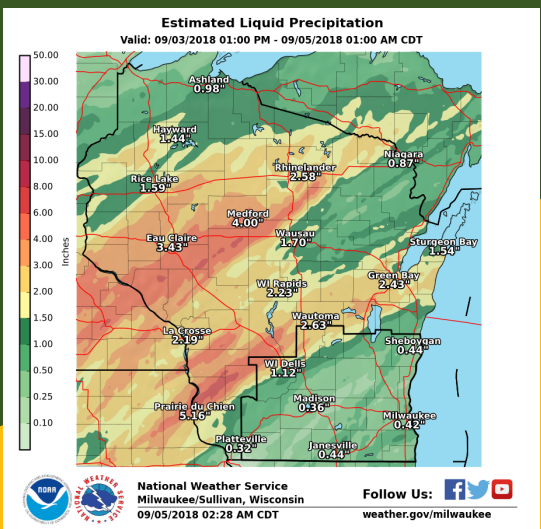 Estimated Liquid Precipitation
Valid: 09/03/2018 01:00 PM - 09/05/2018 01:00 AM CDT
50.00
30.00
20.00
15.00
10.00
8.00
6.00
4.00
3.00
2.00
1.50
1.00
0.50
0.25
0.10
Inches
Ashland
0.98"
Hayward
1.44"
Niagara
0.87"
Rhinelander
2.58"
Rice Lake
1.59"
Medford
4.00"
Eau Claire
3.43"
Wausau
1.70"
Sturgeon Bay
1.54"
Green Bay
2.43"
WI Rapids
2.23"
Wautoma
2.63"
La Crosse
2.19"
Sheboygan
0.44"
WI Dells
1.12"
Madison
0.36"
Prairie du Chien
5.16"
Milwaukee
0.42"
Platteville
0.32"
Janesville
0.44"
NOAA
NATIONAL WEATHER SERVICE
National Weather Service
Milwaukee/Sullivan, Wisconsin
09/05/2018 02:28 AM CDT
Follow Us:
weather.gov/milwaukee